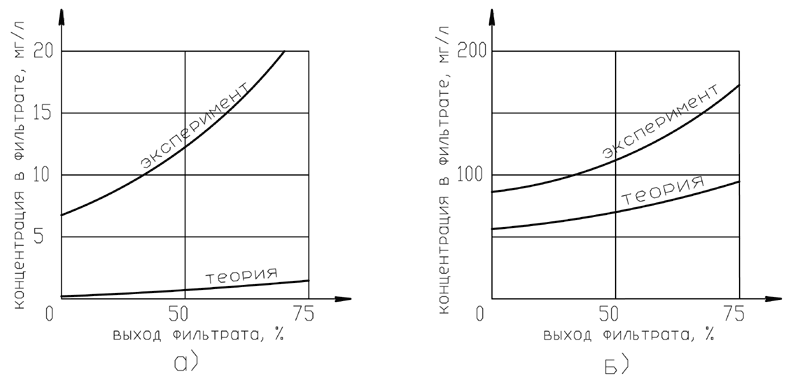 концентрация в фильтрате, мг/л
20
15
10
5
0
50
75
эксперимент
теория
выход фильтрата, %
а)
концентрация в фильтрате, мг/л
200
100
0
50
75
эксперимент
теория
выход фильтрата, %
Б)